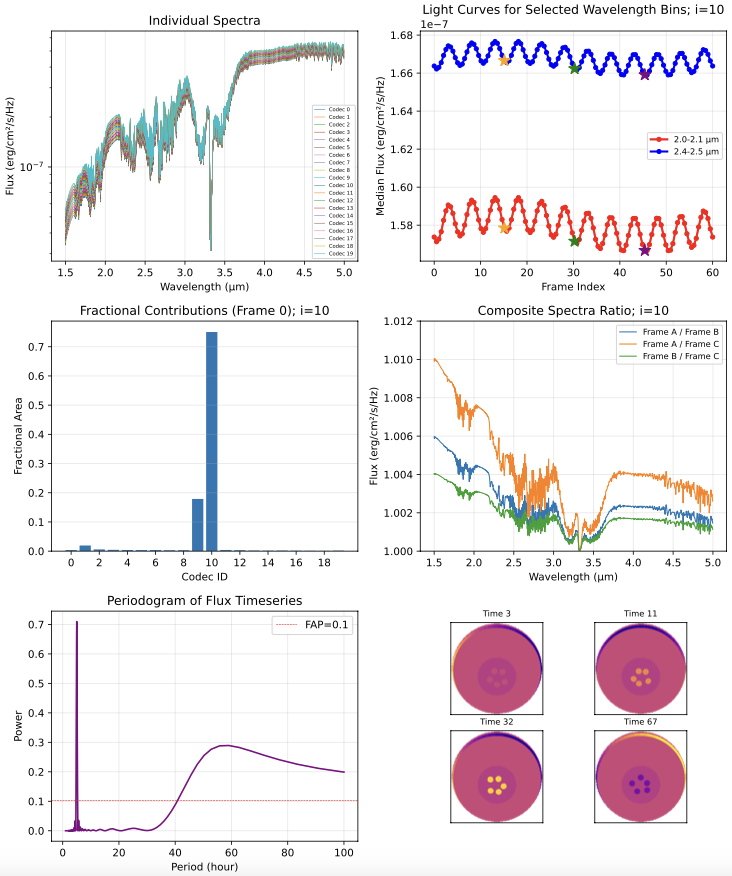 Individual Spectra
Flux (erg/cm²/s/Hz)
10⁻⁷
Codec 0
Codec 1
Codec 2
Codec 3
Codec 4
Codec 5
Codec 6
Codec 7
Codec 8
Codec 9
Codec 10
Codec 11
Codec 12
Codec 13
Codec 14
Codec 15
Codec 16
Codec 17
Codec 18
Codec 19
1.5 2.0 2.5 3.0 3.5 4.0 4.5 5.0
Wavelength (μm)
Light Curves for Selected Wavelength Bins; i=10
1e−7
Median Flux (erg/cm²/s/Hz)
1.68
1.66
1.64
1.62
1.60
1.58
2.0-2.1 μm
2.4-2.5 μm
0 10 20 30 40 50 60
Frame Index
Fractional Contributions (Frame 0); i=10
Fractional Area
0.7
0.6
0.5
0.4
0.3
0.2
0.1
0.0
0 2 4 6 8 10 12 14 16 18
Codec ID
Composite Spectra Ratio; i=10
Flux (erg/cm²/s/Hz)
1.012
1.010
1.008
1.006
1.004
1.002
1.000
Frame A / Frame B
Frame A / Frame C
Frame B / Frame C
1.5 2.0 2.5 3.0 3.5 4.0 4.5 5.0
Wavelength (μm)
Periodogram of Flux Timeseries
Power
0.7
0.6
0.5
0.4
0.3
0.2
0.1
0.0
FAP=0.1
0 20 40 60 80 100
Period (hour)
Time 3
Time 11
Time 32
Time 67